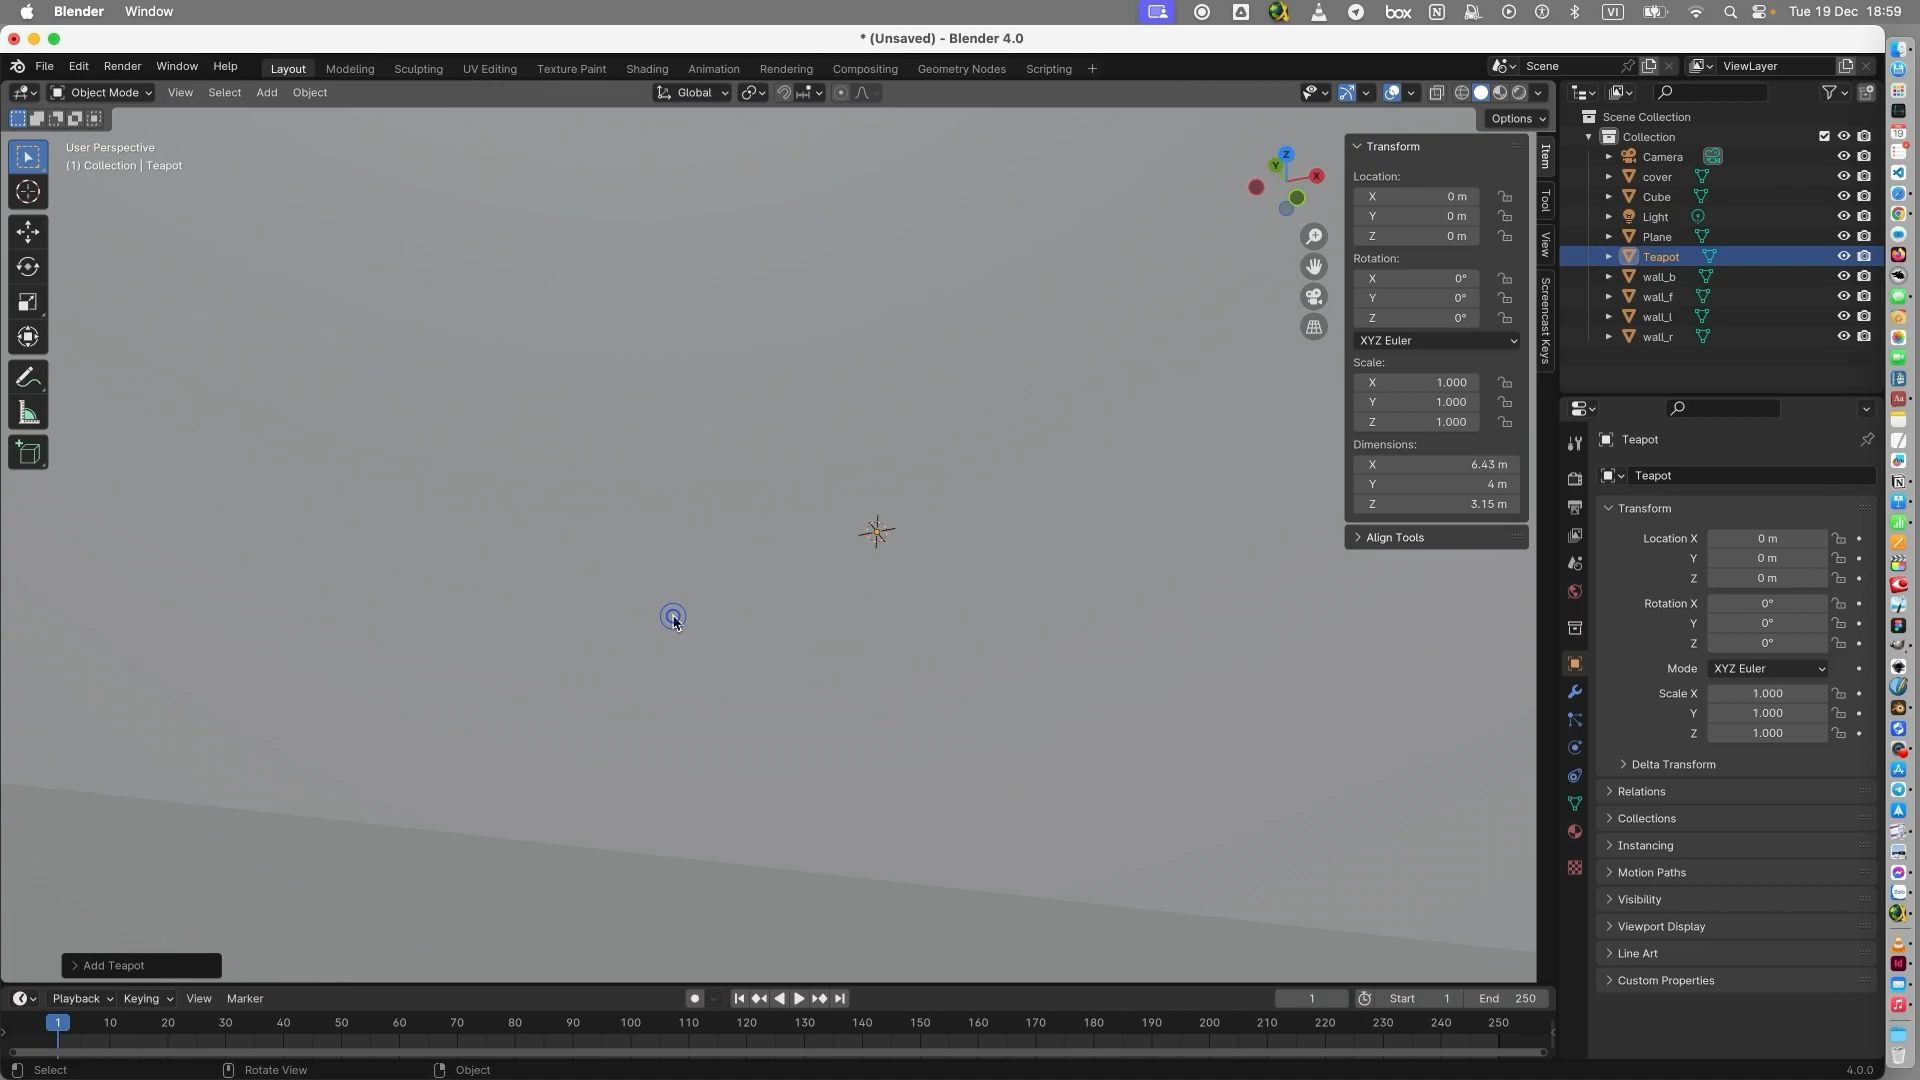 Blender Window box VI Tue 19 Dec 18:59
* (Unsaved) - Blender 4.0
File Edit Render Window Help Layout Modeling Sculpting UV Editing Texture Paint Shading Animation Rendering Compositing Geometry Nodes Scripting + Scene ViewLayer
Object Mode View Select Add Object Global
Options
User Perspective
(1) Collection | Teapot
Z
Y
X
Transform
Location:
X 0 m
Y 0 m
Z 0 m
Rotation:
X 0°
Y 0°
Z 0°
XYZ Euler
Scale:
X 1.000
Y 1.000
Z 1.000
Dimensions:
X 6.43 m
Y 4 m
Z 3.15 m
Align Tools
Item
Tool
View
Screencast Keys
Scene Collection
Collection
Camera
cover
Cube
Light
Plane
Teapot
wall_b
wall_f
wall_l
wall_r
Teapot
Teapot
Transform
Location X 0 m
Y 0 m
Z 0 m
Rotation X 0°
Y 0°
Z 0°
Mode XYZ Euler
Scale X 1.000
Y 1.000
Z 1.000
Delta Transform
Relations
Collections
Instancing
Motion Paths
Visibility
Viewport Display
Line Art
Custom Properties
Add Teapot
Playback Keying View Marker 1 Start 1 End 250
1 10 20 30 40 50 60 70 80 90 100 110 120 130 140 150 160 170 180 190 200 210 220 230 240 250
Select Rotate View Object 4.0.0